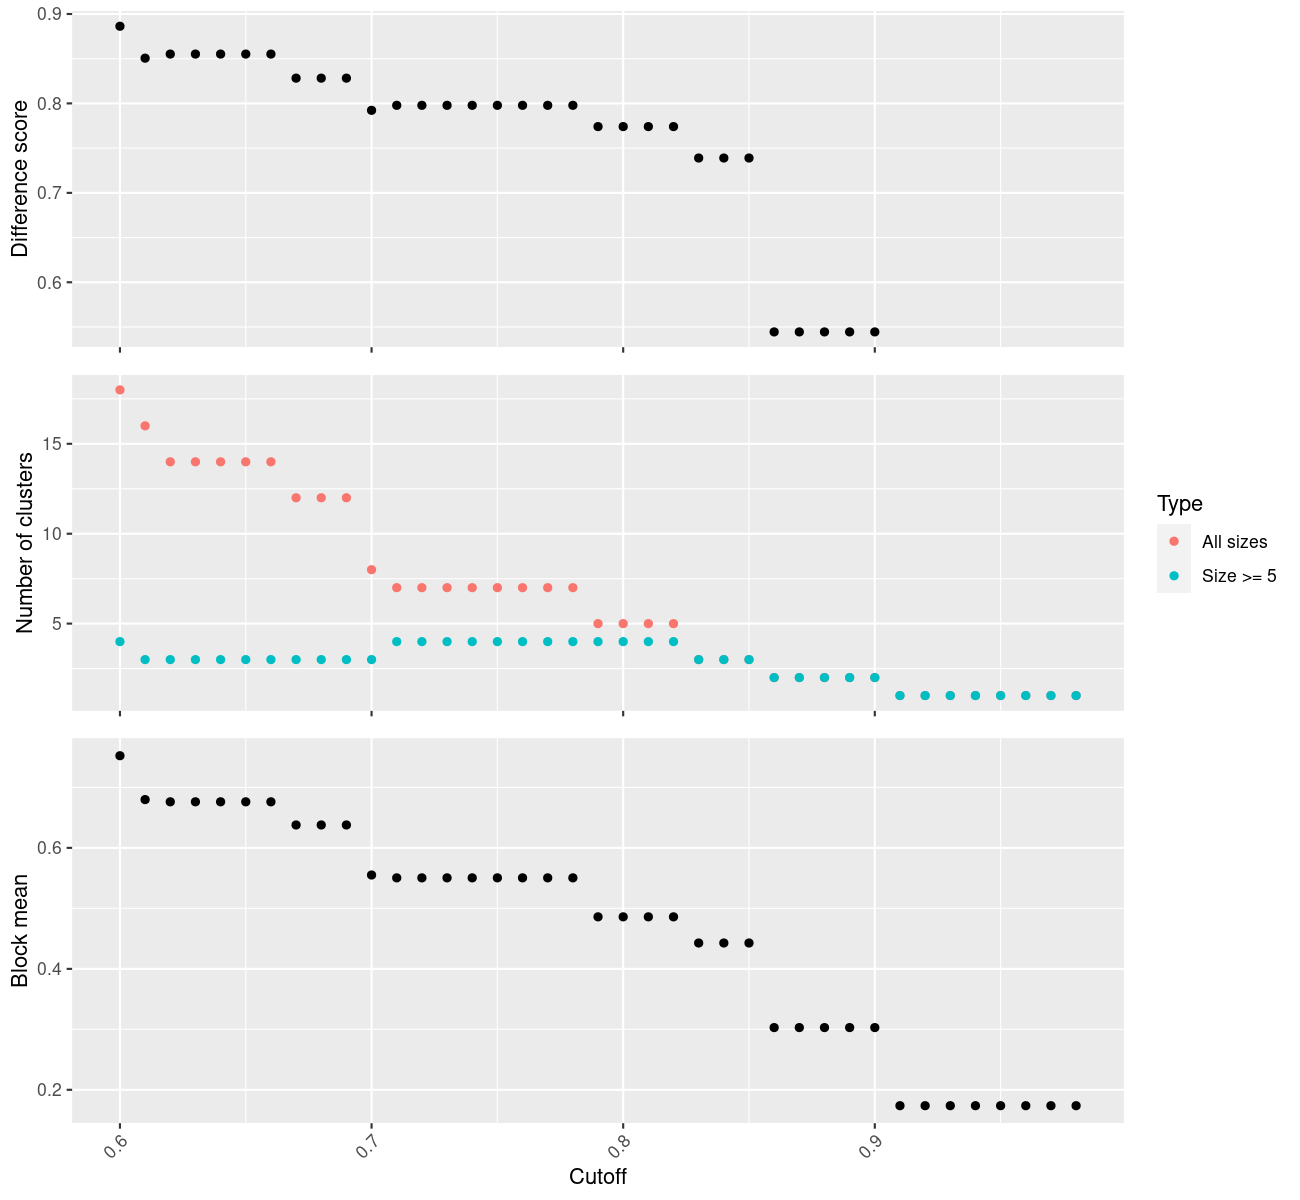 Difference score
0.9
0.8
0.7
0.6
Number of clusters
15
10
5
Type
All sizes
Size >= 5
Block mean
0.6
0.4
0.2
0.6
0.7
0.8
0.9
Cutoff